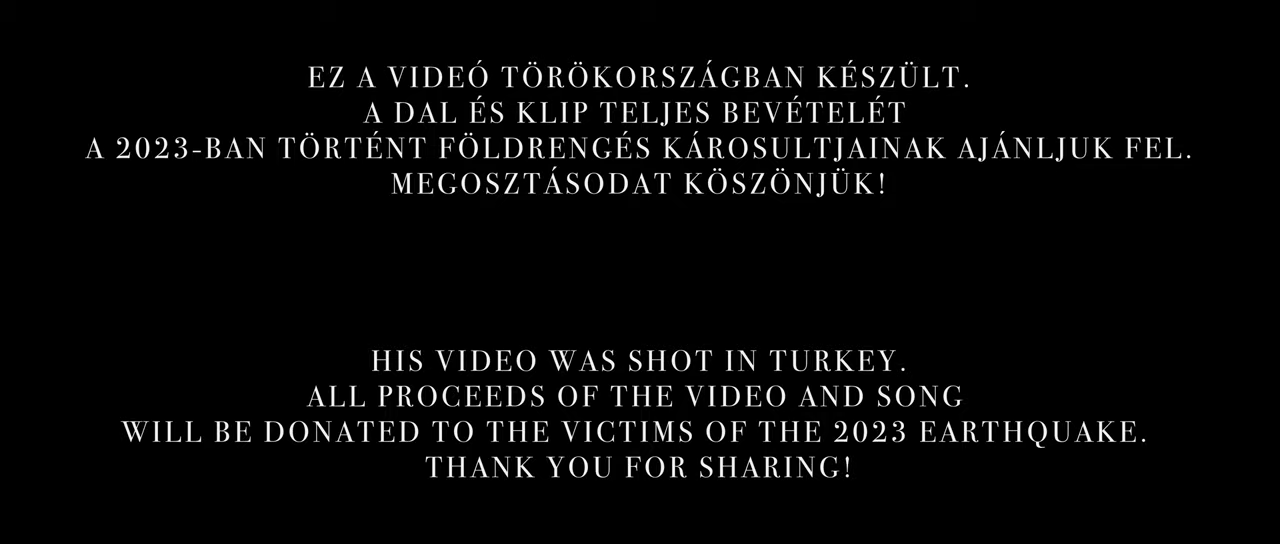 EZ A VIDEÓ TÖRÖKORSZÁGBAN KÉSZÜLT.
A DAL ÉS KLIP TELJES BEVÉTELÉT
A 2023-BAN TÖRTÉNT FÖLDRENGÉS KÁROSULTJAINAK AJÁNLJUK FEL.
MEGOSZTÁSODAT KÖSZÖNJÜK!
HIS VIDEO WAS SHOT IN TURKEY.
ALL PROCEEDS OF THE VIDEO AND SONG
WILL BE DONATED TO THE VICTIMS OF THE 2023 EARTHQUAKE.
THANK YOU FOR SHARING!